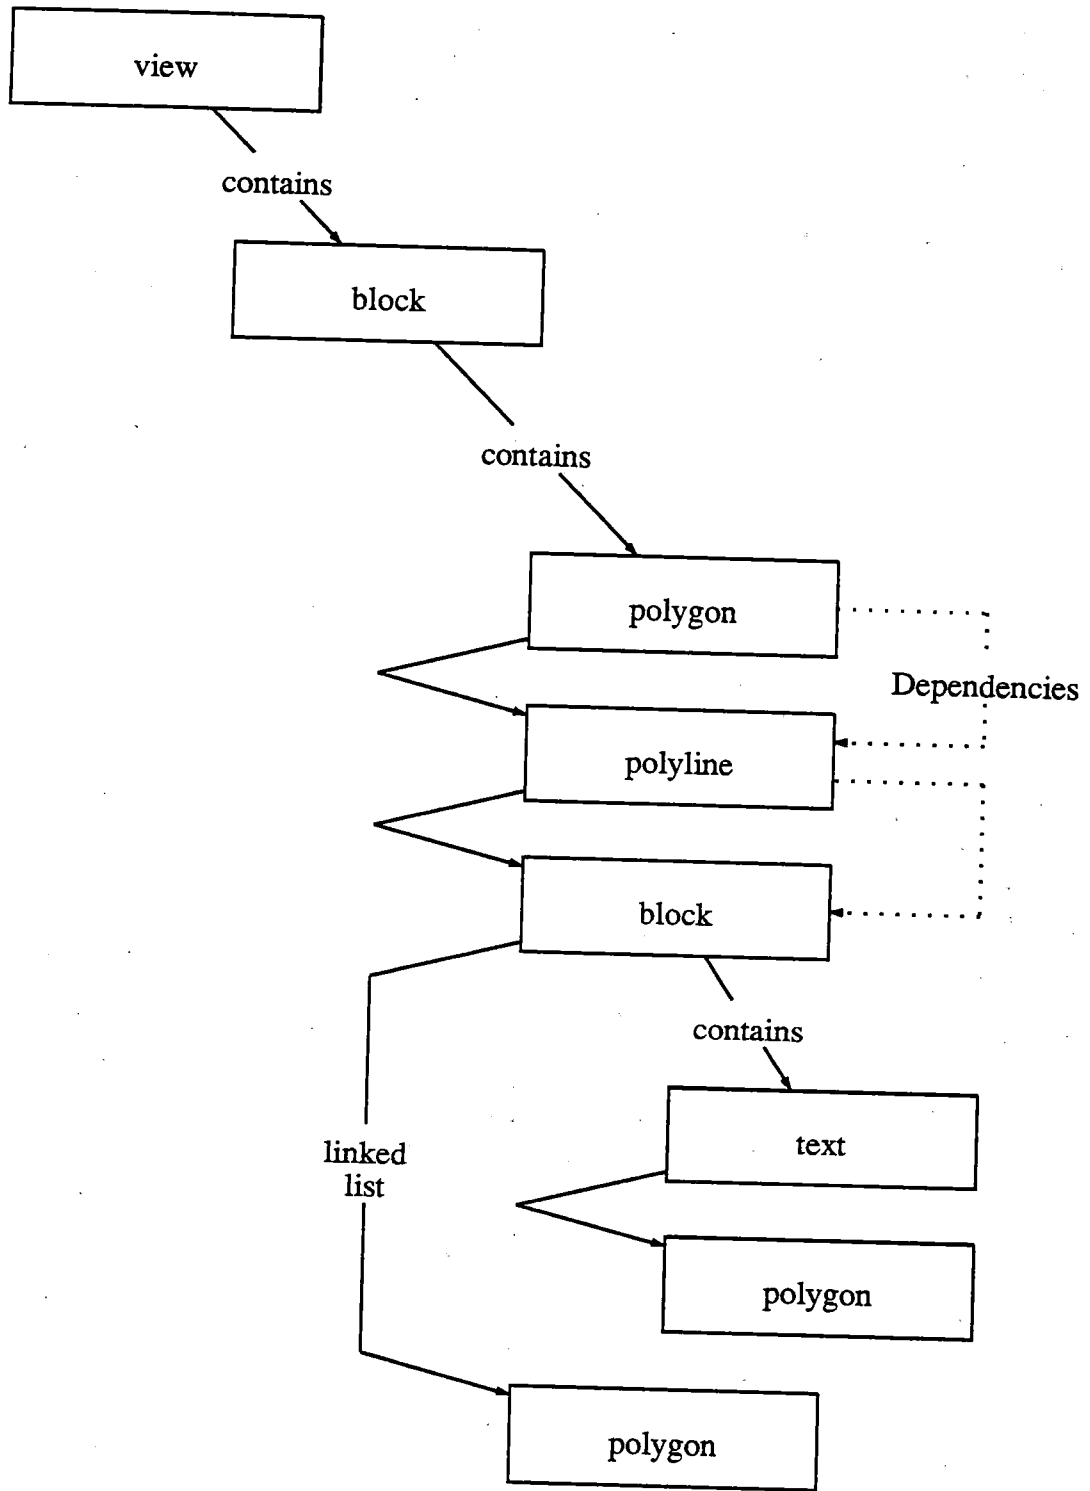 view
contains
block
contains
polygon
Dependencies
polyline
block
contains
text
linked
list
polygon
polygon